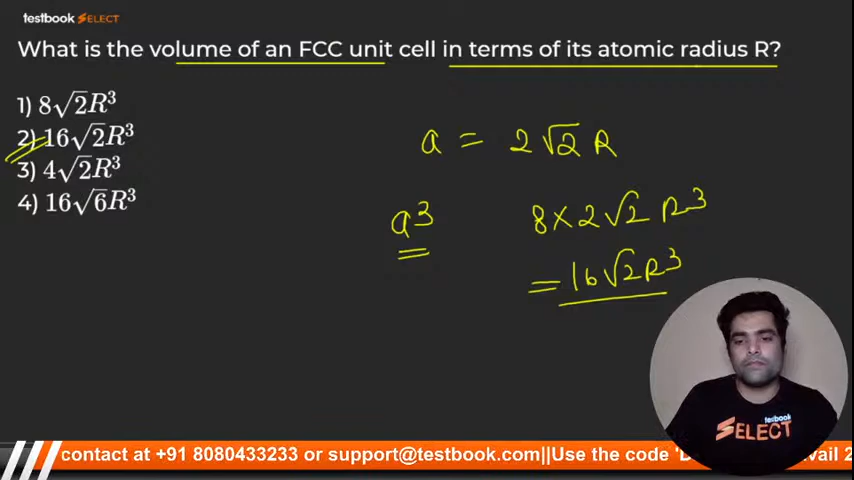 testbook SELECT
What is the volume of an FCC unit cell in terms of its atomic radius R?
1) 8√2R³
2) 16√2R³
3) 4√2R³
4) 16√6R³
a = 2√2 R
a³ 8×2√2 R³
= 16√2R³
testbook
SELECT
contact at +91 8080433233 or support@testbook.com||Use the code